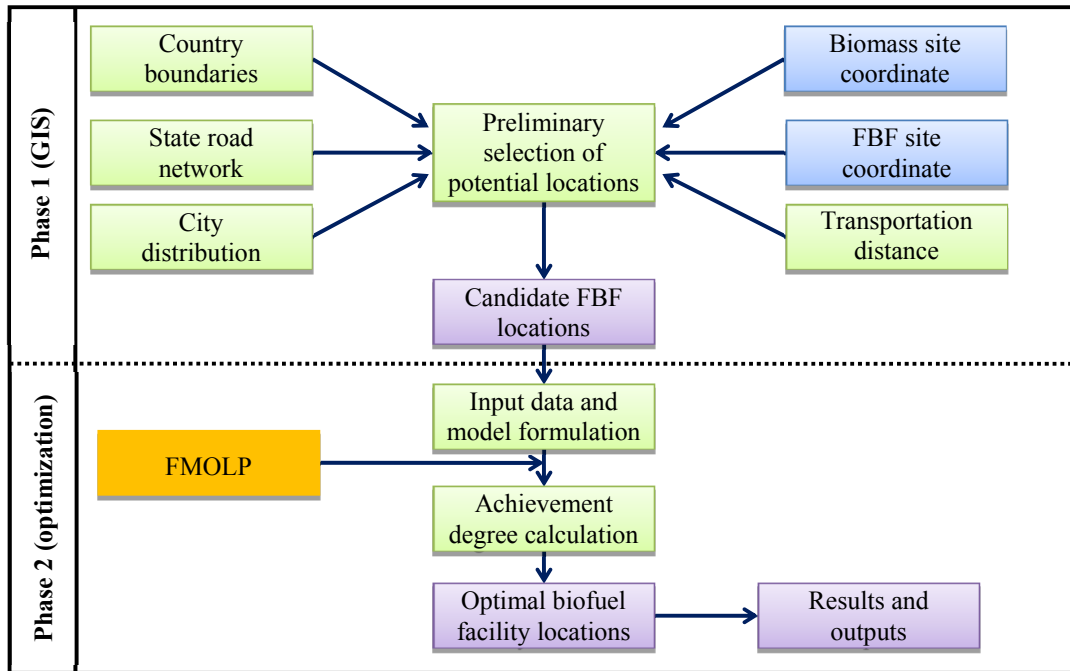 Phase 1 (GIS)
Country
boundaries
State road
network
City
distribution
Preliminary
selection of
potential locations
Biomass site
coordinate
FBF site
coordinate
Transportation
distance
Candidate FBF
locations
Phase 2 (optimization)
Input data and
model formulation
FMOLP
Achievement
degree calculation
Optimal biofuel
facility locations
Results and
outputs